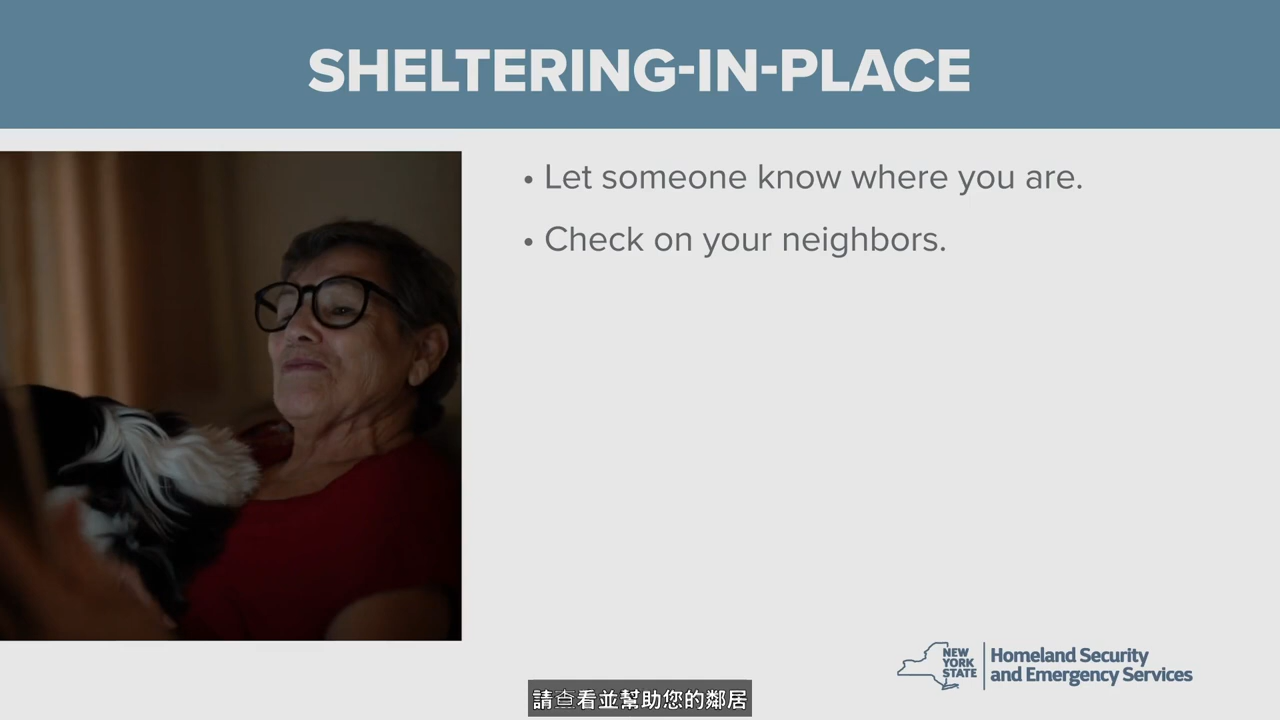 SHELTERING-IN-PLACE
• Let someone know where you are.
• Check on your neighbors.
NEW
YORK
STATE
Homeland Security
and Emergency Services
請查看並幫助您的鄰居